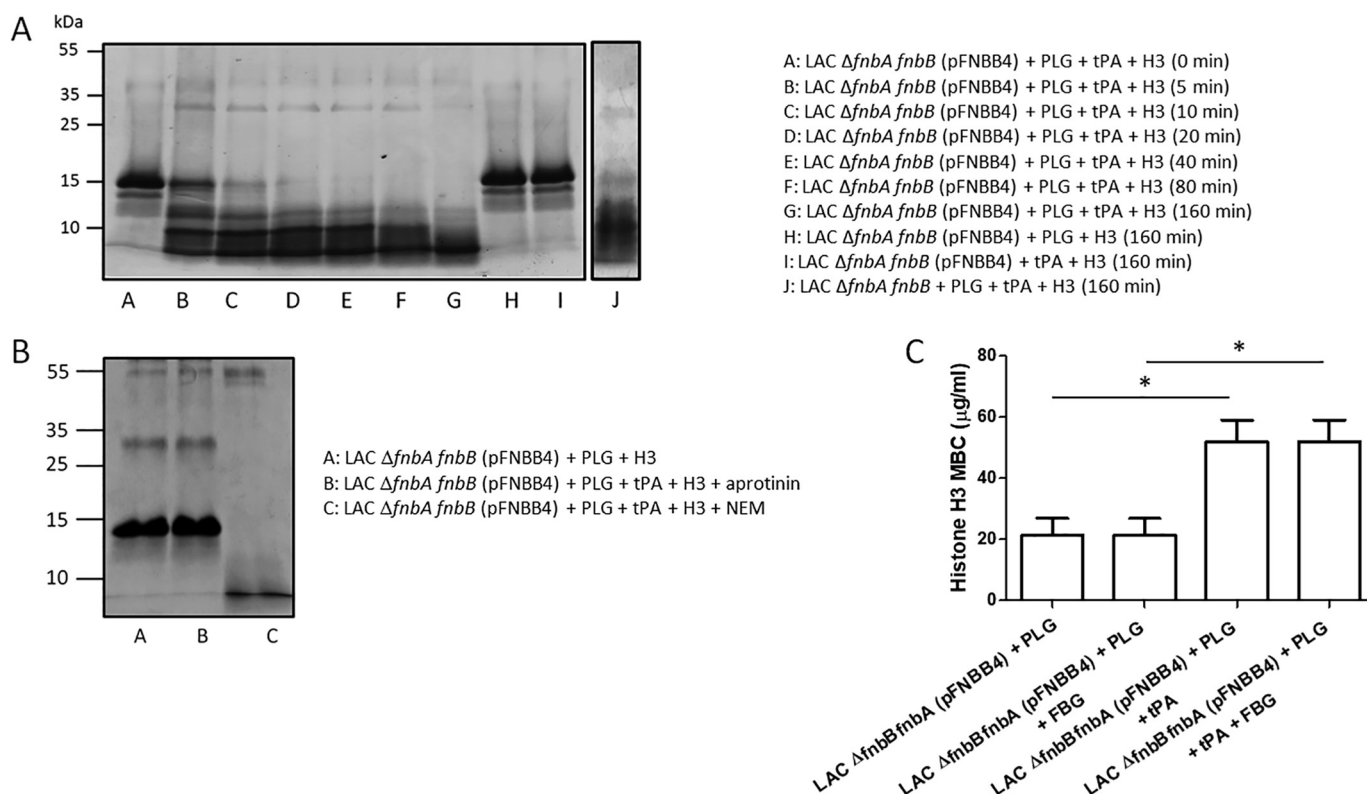 A
kDa
55
35
25
15
10
A B C D E F G H I J
A: LAC ΔfnbA fnbB (pFNBB4) + PLG + tPA + H3 (0 min)
B: LAC ΔfnbA fnbB (pFNBB4) + PLG + tPA + H3 (5 min)
C: LAC ΔfnbA fnbB (pFNBB4) + PLG + tPA + H3 (10 min)
D: LAC ΔfnbA fnbB (pFNBB4) + PLG + tPA + H3 (20 min)
E: LAC ΔfnbA fnbB (pFNBB4) + PLG + tPA + H3 (40 min)
F: LAC ΔfnbA fnbB (pFNBB4) + PLG + tPA + H3 (80 min)
G: LAC ΔfnbA fnbB (pFNBB4) + PLG + tPA + H3 (160 min)
H: LAC ΔfnbA fnbB (pFNBB4) + PLG + H3 (160 min)
I: LAC ΔfnbA fnbB (pFNBB4) + tPA + H3 (160 min)
J: LAC ΔfnbA fnbB + PLG + tPA + H3 (160 min)
B
55
35
25
15
10
A B C
A: LAC ΔfnbA fnbB (pFNBB4) + PLG + H3
B: LAC ΔfnbA fnbB (pFNBB4) + PLG + tPA + H3 + aprotinin
C: LAC ΔfnbA fnbB (pFNBB4) + PLG + tPA + H3 + NEM
C
Histone H3 MBC (μg/ml)
80
60
40
20
0
*
*
LAC ΔfnbBfnbA (pFNBB4) + PLG
LAC ΔfnbBfnbA (pFNBB4) + PLG
+ FBG
LAC ΔfnbBfnbA (pFNBB4) + PLG
+ tPA
LAC ΔfnbBfnbA (pFNBB4) + PLG
+ tPA + FBG